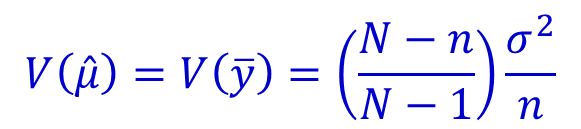 V(μ̂) = V(ȳ) = ((N − n)/(N − 1)) σ²/n